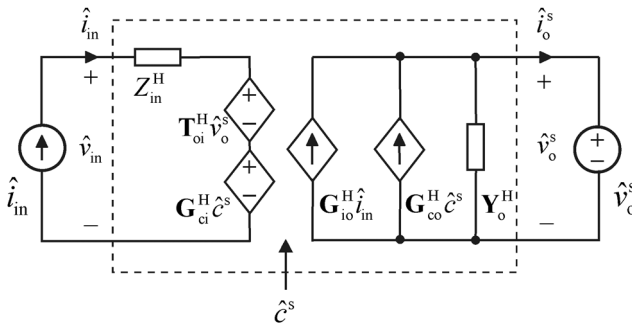 î_in
î_o^s
+
Z_in^H
+
+
−
T_oi^H v̂_o^s
v̂_in
v̂_o^s
+
−
+
−
î_in
G_ci^H ĉ^s
G_io^H î_in
G_co^H ĉ^s
Y_o^H
v̂_o^s
−
−
ĉ^s